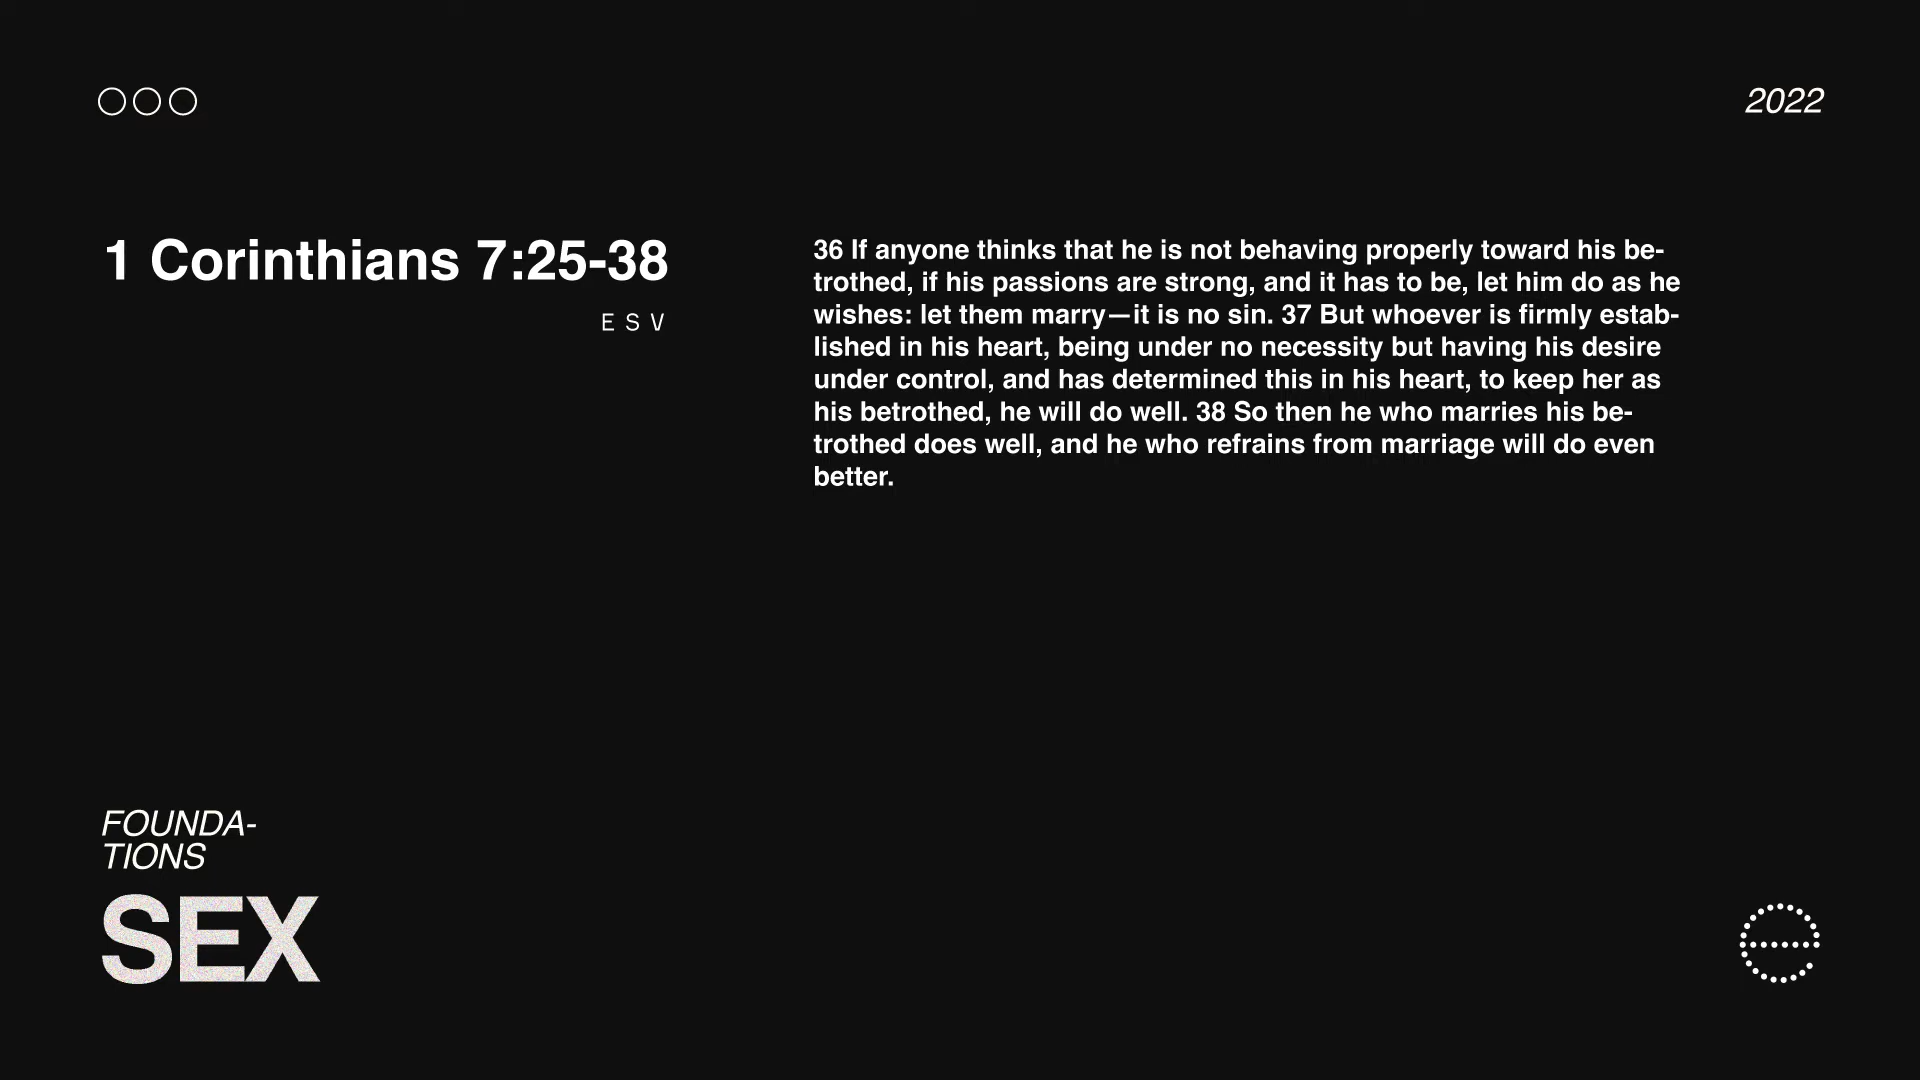 2022
1 Corinthians 7:25-38
ESV
36 If anyone thinks that he is not behaving properly toward his be-
trothed, if his passions are strong, and it has to be, let him do as he
wishes: let them marry—it is no sin. 37 But whoever is firmly estab-
lished in his heart, being under no necessity but having his desire
under control, and has determined this in his heart, to keep her as
his betrothed, he will do well. 38 So then he who marries his be-
trothed does well, and he who refrains from marriage will do even
better.
FOUNDA-
TIONS
SEX